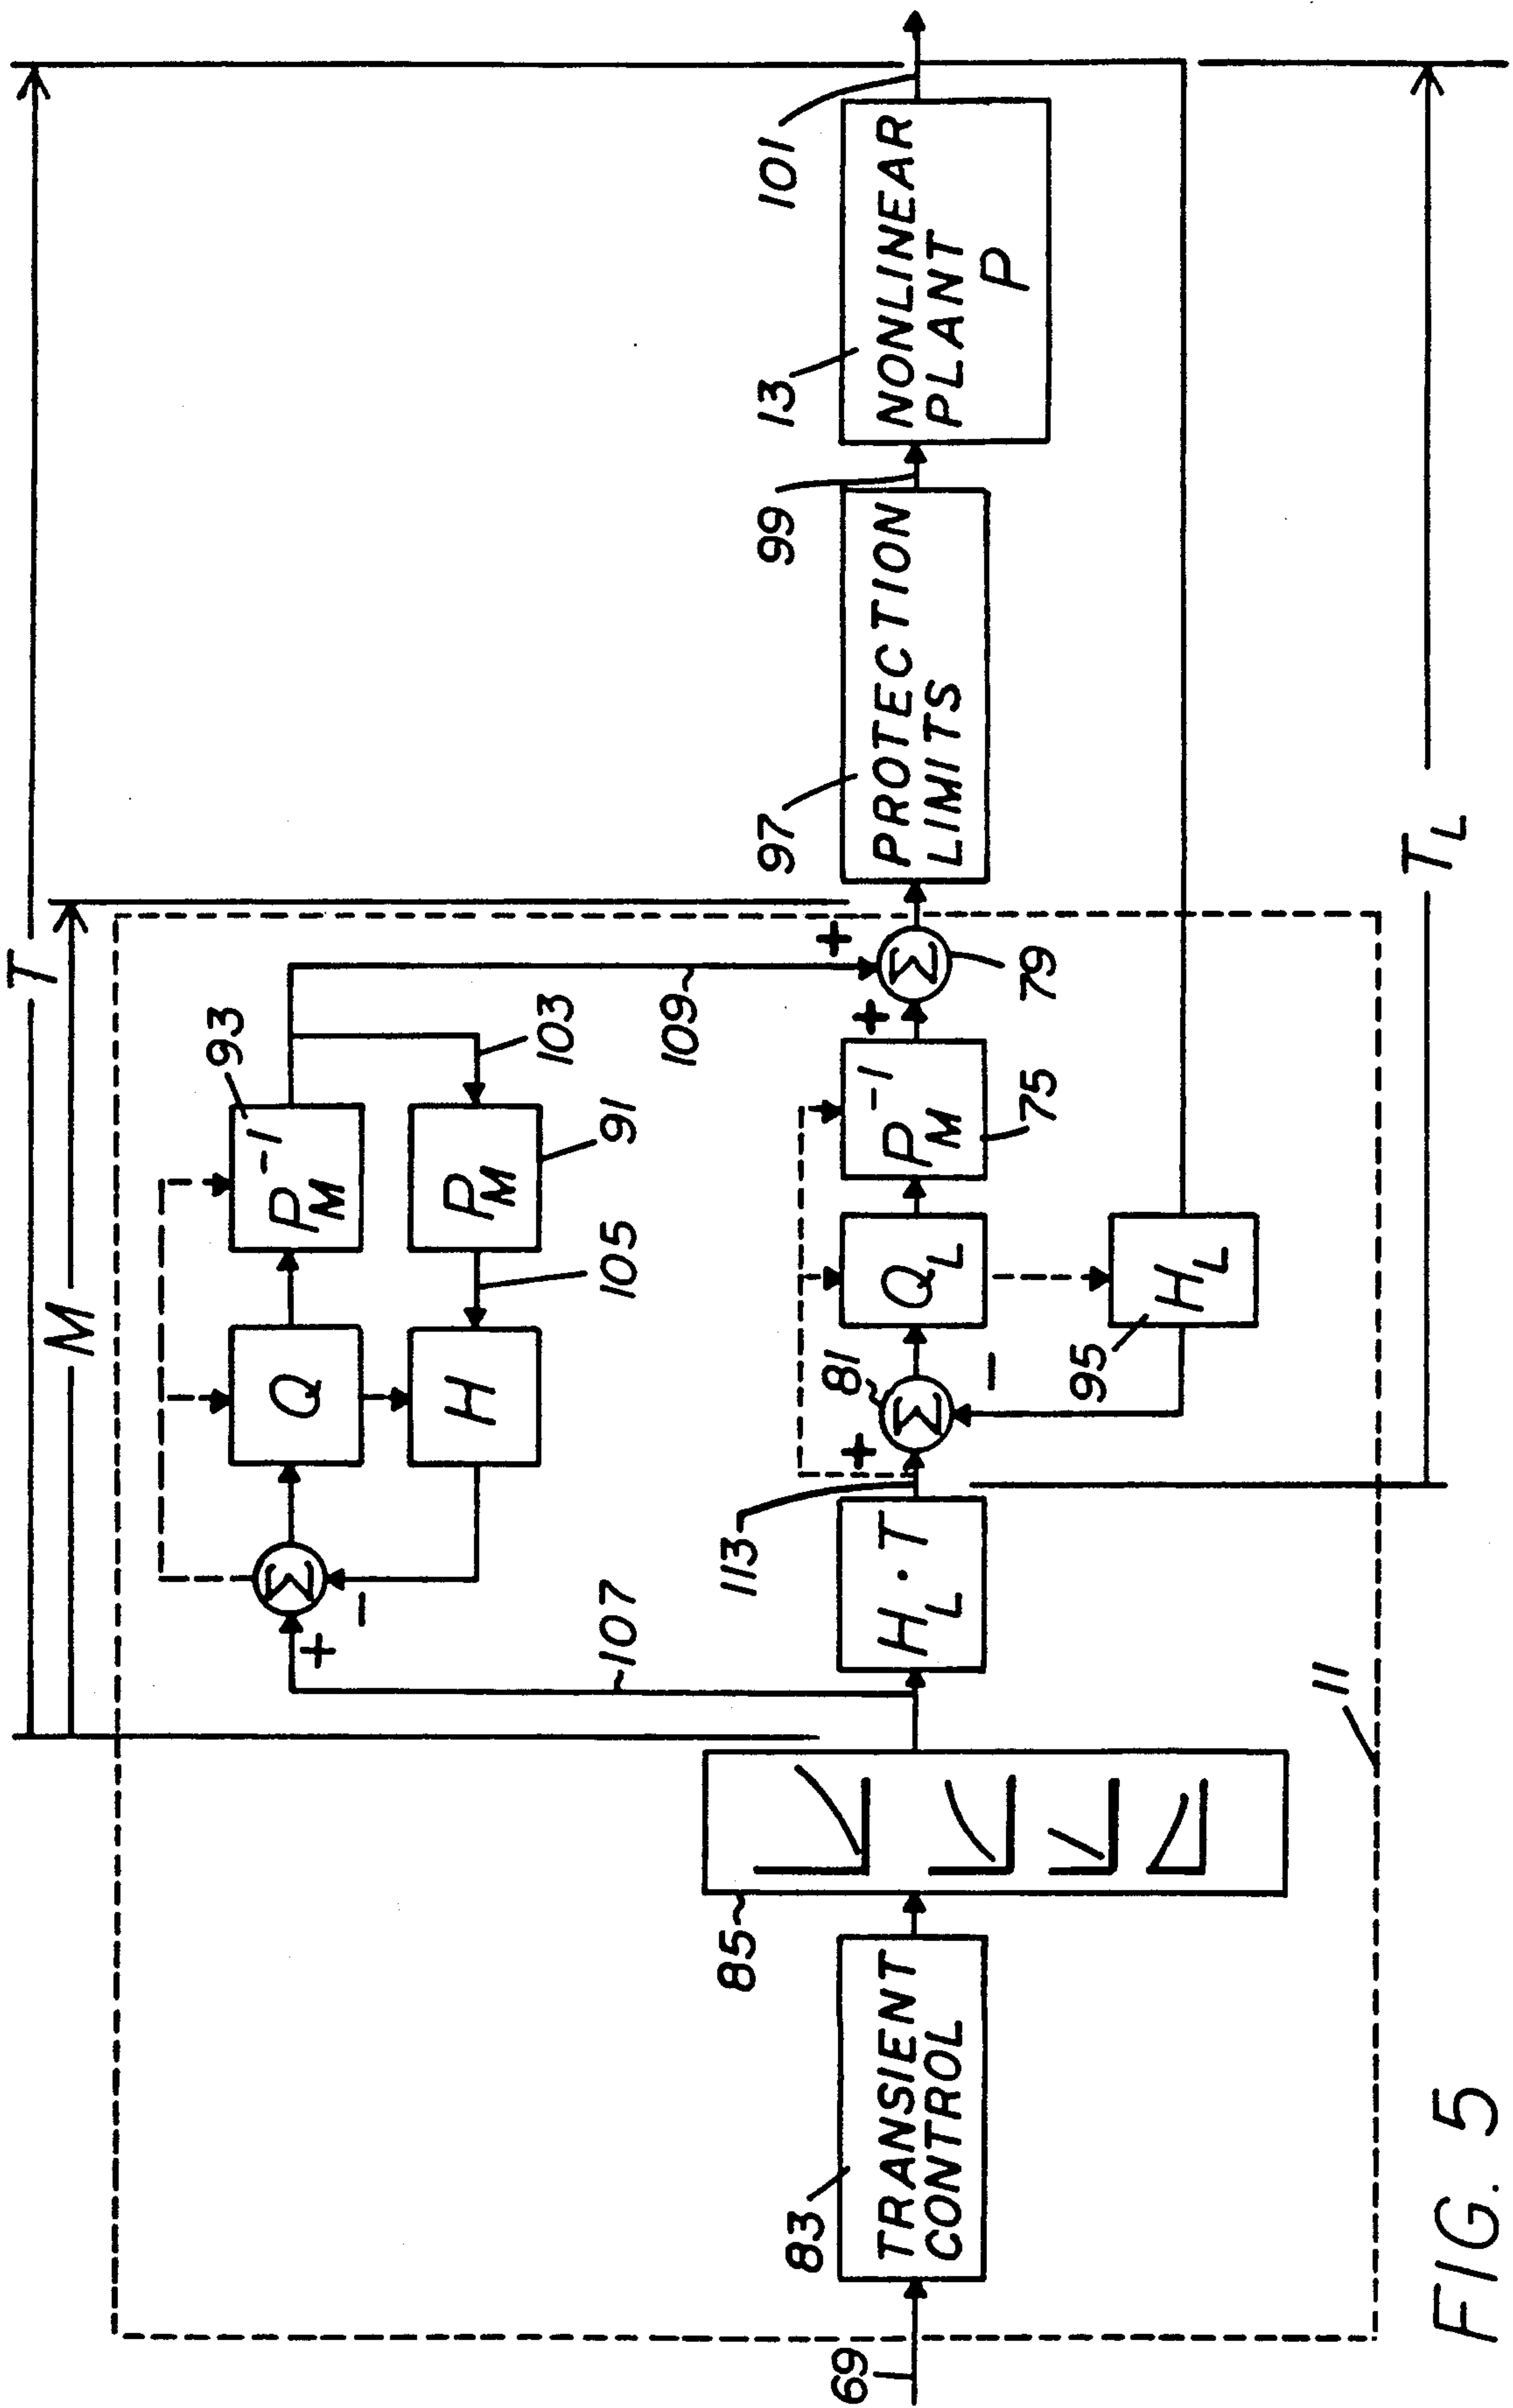 T
M
93
P_M^-1
Q
Σ
+
-
103
P_M
91
105
H
109
107
+
+
79
Σ
P_M^-1
75
Q_L
81
Σ
+
-
95
H_L
113
H_L · T
97
PROTECTION
LIMITS
99
13
NONLINEAR
PLANT
P
101
T_L
85
83
TRANSIENT
CONTROL
69
11
FIG. 5